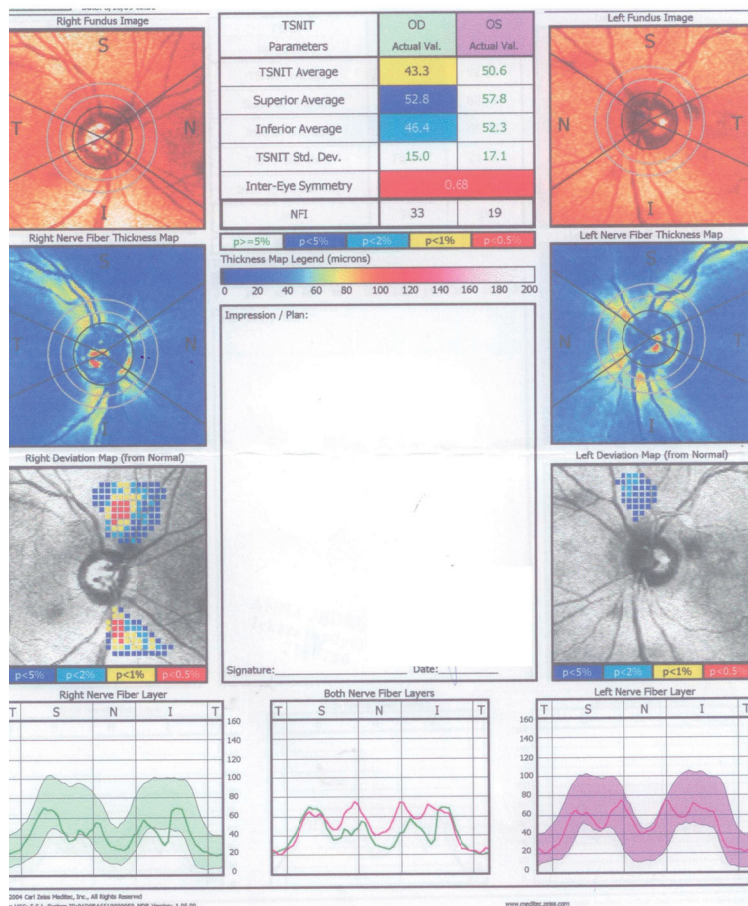 Right Fundus Image
S
T
N
I
TSNIT
Parameters
OD
Actual Val.
OS
Actual Val.
TSNIT Average 43.3 50.6
Superior Average 52.8 57.8
Inferior Average 46.4 52.3
TSNIT Std. Dev. 15.0 17.1
Inter-Eye Symmetry 0.68
NFI 33 19
p>=5% p<5% p<2% p<1% p<0.5%
Left Fundus Image
S
N
T
I
Right Nerve Fiber Thickness Map
S
T
N
I
Thickness Map Legend (microns)
0 20 40 60 80 100 120 140 160 180 200
Left Nerve Fiber Thickness Map
S
N
T
I
Impression / Plan:
Signature: Date:
Right Deviation Map (from Normal)
p<5% p<2% p<1% p<0.5%
Left Deviation Map (from Normal)
p<5% p<2% p<1% p<0.5%
Right Nerve Fiber Layer
T S N I T
160
140
120
100
80
60
40
20
0
Both Nerve Fiber Layers
T S N I T
Left Nerve Fiber Layer
T S N I T
160
140
120
100
80
60
40
20
0
2004 Carl Zeiss Meditec, Inc., All Rights Reserved
www.meditec.zeiss.com